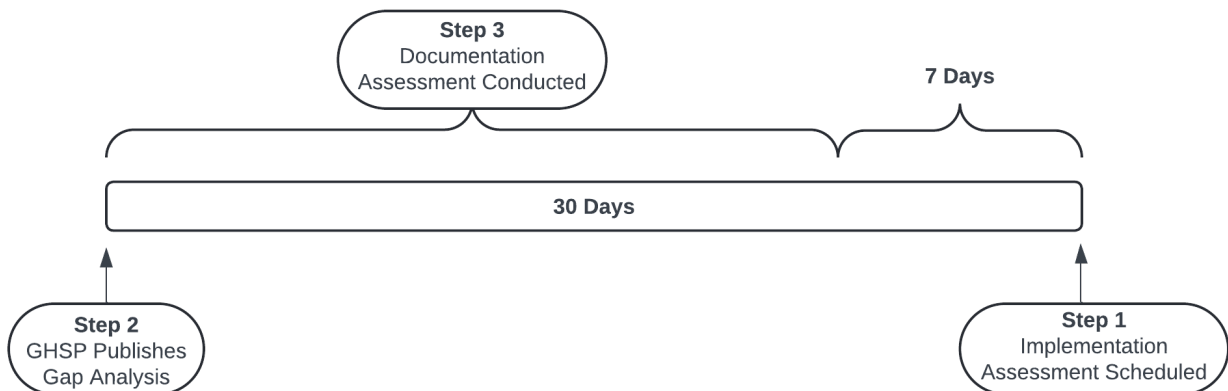 Step 3
Documentation
Assessment Conducted
7 Days
30 Days
Step 2
GHSP Publishes
Gap Analysis
Step 1
Implementation
Assessment Scheduled